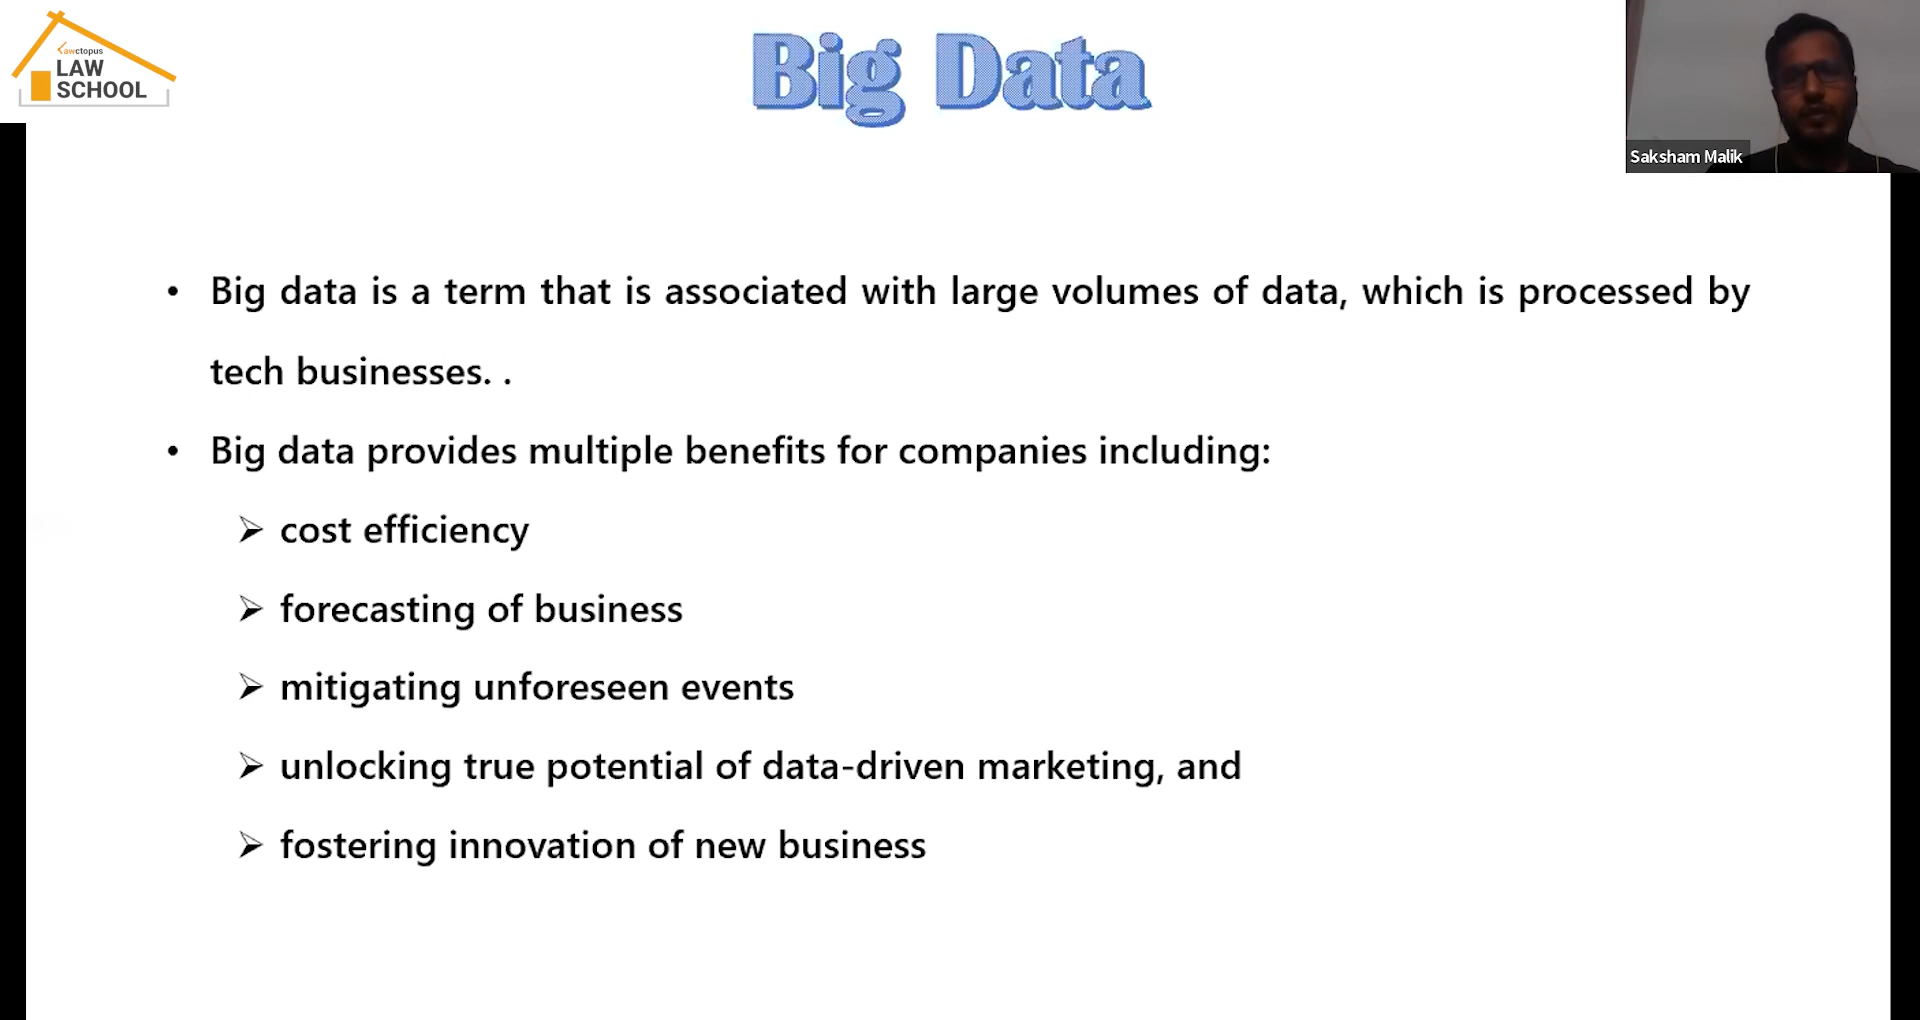 Lawctopus
LAW
SCHOOL
Big Data
Saksham Malik
• Big data is a term that is associated with large volumes of data, which is processed by
tech businesses. .
• Big data provides multiple benefits for companies including:
➢ cost efficiency
➢ forecasting of business
➢ mitigating unforeseen events
➢ unlocking true potential of data-driven marketing, and
➢ fostering innovation of new business